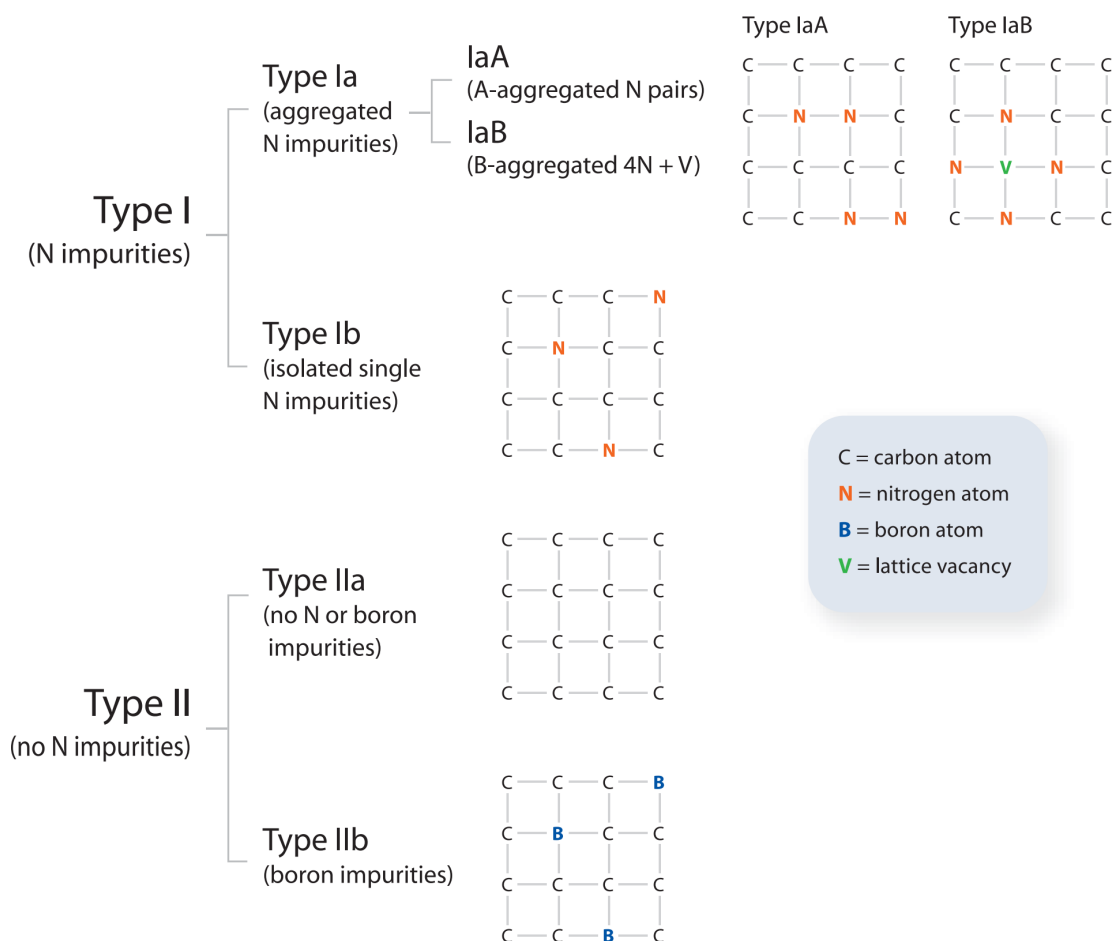 Type I
(N impurities)
Type Ia
(aggregated
N impurities)
IaA
(A-aggregated N pairs)
IaB
(B-aggregated 4N + V)
Type IaA
C C C C
C N N C
C C C C
C C N N
Type IaB
C C C C
C N C C
N V N C
C N C C
Type Ib
(isolated single
N impurities)
C C C N
C N C C
C C C C
C C N C
C = carbon atom
N = nitrogen atom
B = boron atom
V = lattice vacancy
Type II
(no N impurities)
Type IIa
(no N or boron
impurities)
C C C C
C C C C
C C C C
C C C C
Type IIb
(boron impurities)
C C C B
C B C C
C C C C
C C B C